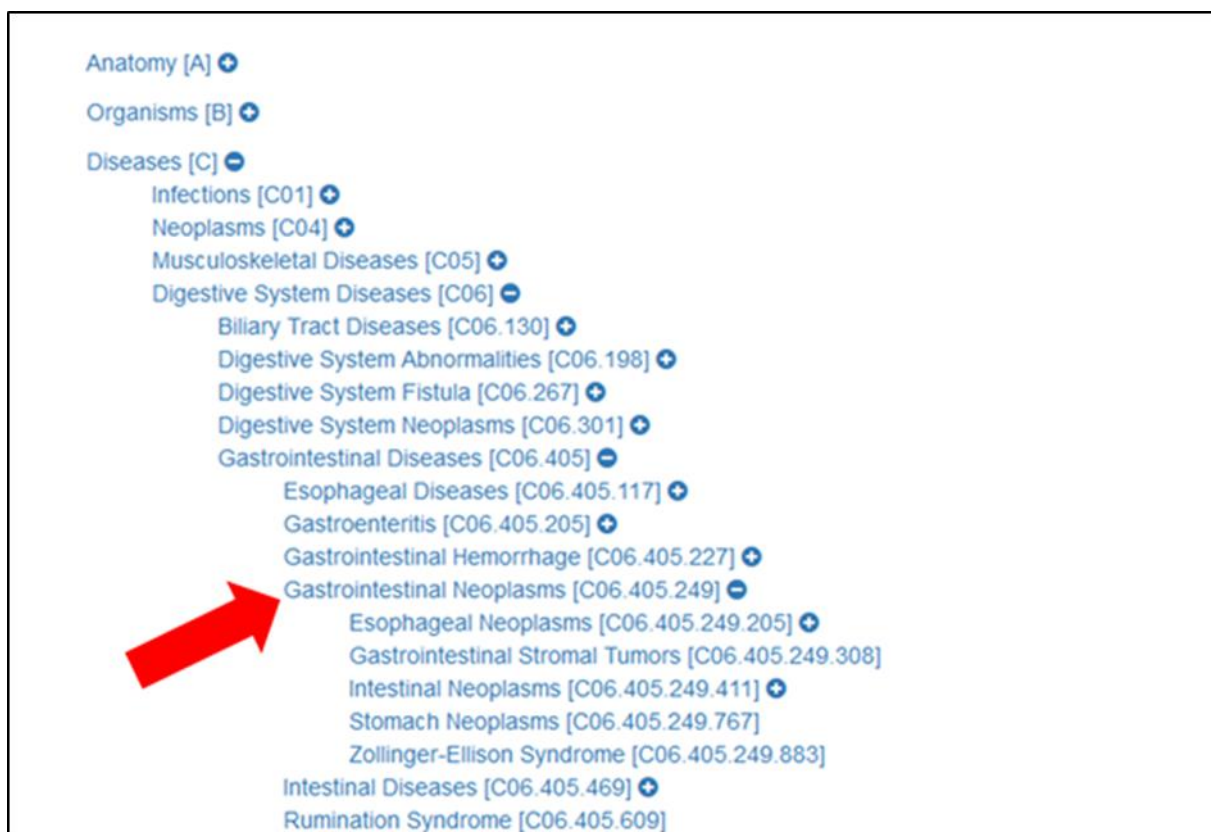 Anatomy [A]
Organisms [B]
Diseases [C]
Infections [C01]
Neoplasms [C04]
Musculoskeletal Diseases [C05]
Digestive System Diseases [C06]
Biliary Tract Diseases [C06.130]
Digestive System Abnormalities [C06.198]
Digestive System Fistula [C06.267]
Digestive System Neoplasms [C06.301]
Gastrointestinal Diseases [C06.405]
Esophageal Diseases [C06.405.117]
Gastroenteritis [C06.405.205]
Gastrointestinal Hemorrhage [C06.405.227]
Gastrointestinal Neoplasms [C06.405.249]
Esophageal Neoplasms [C06.405.249.205]
Gastrointestinal Stromal Tumors [C06.405.249.308]
Intestinal Neoplasms [C06.405.249.411]
Stomach Neoplasms [C06.405.249.767]
Zollinger-Ellison Syndrome [C06.405.249.883]
Intestinal Diseases [C06.405.469]
Rumination Syndrome [C06.405.609]